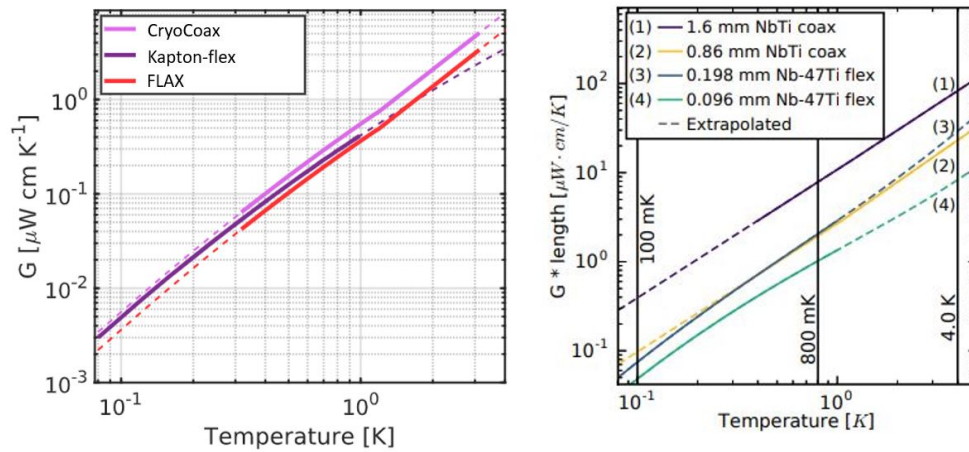 CryoCoax
Kapton-flex
FLAX
10⁰
10⁻¹
10⁻²
10⁻³
G [μW cm K⁻¹]
10⁻¹
10⁰
Temperature [K]
(1) 1.6 mm NbTi coax
(2) 0.86 mm NbTi coax
(3) 0.198 mm Nb-47Ti flex
(4) 0.096 mm Nb-47Ti flex
Extrapolated
10²
10¹
10⁰
10⁻¹
G * length [μW · cm/K]
(1)
(3)
(2)
(4)
100 mK
800 mK
4.0 K
10⁻¹
10⁰
Temperature [K]